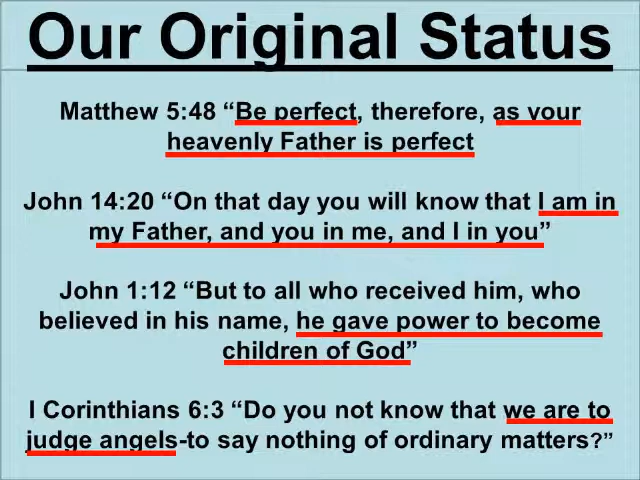 Our Original Status
Matthew 5:48 “Be perfect, therefore, as your
heavenly Father is perfect
John 14:20 “On that day you will know that I am in
my Father, and you in me, and I in you”
John 1:12 “But to all who received him, who
believed in his name, he gave power to become
children of God”
I Corinthians 6:3 “Do you not know that we are to
judge angels-to say nothing of ordinary matters?”